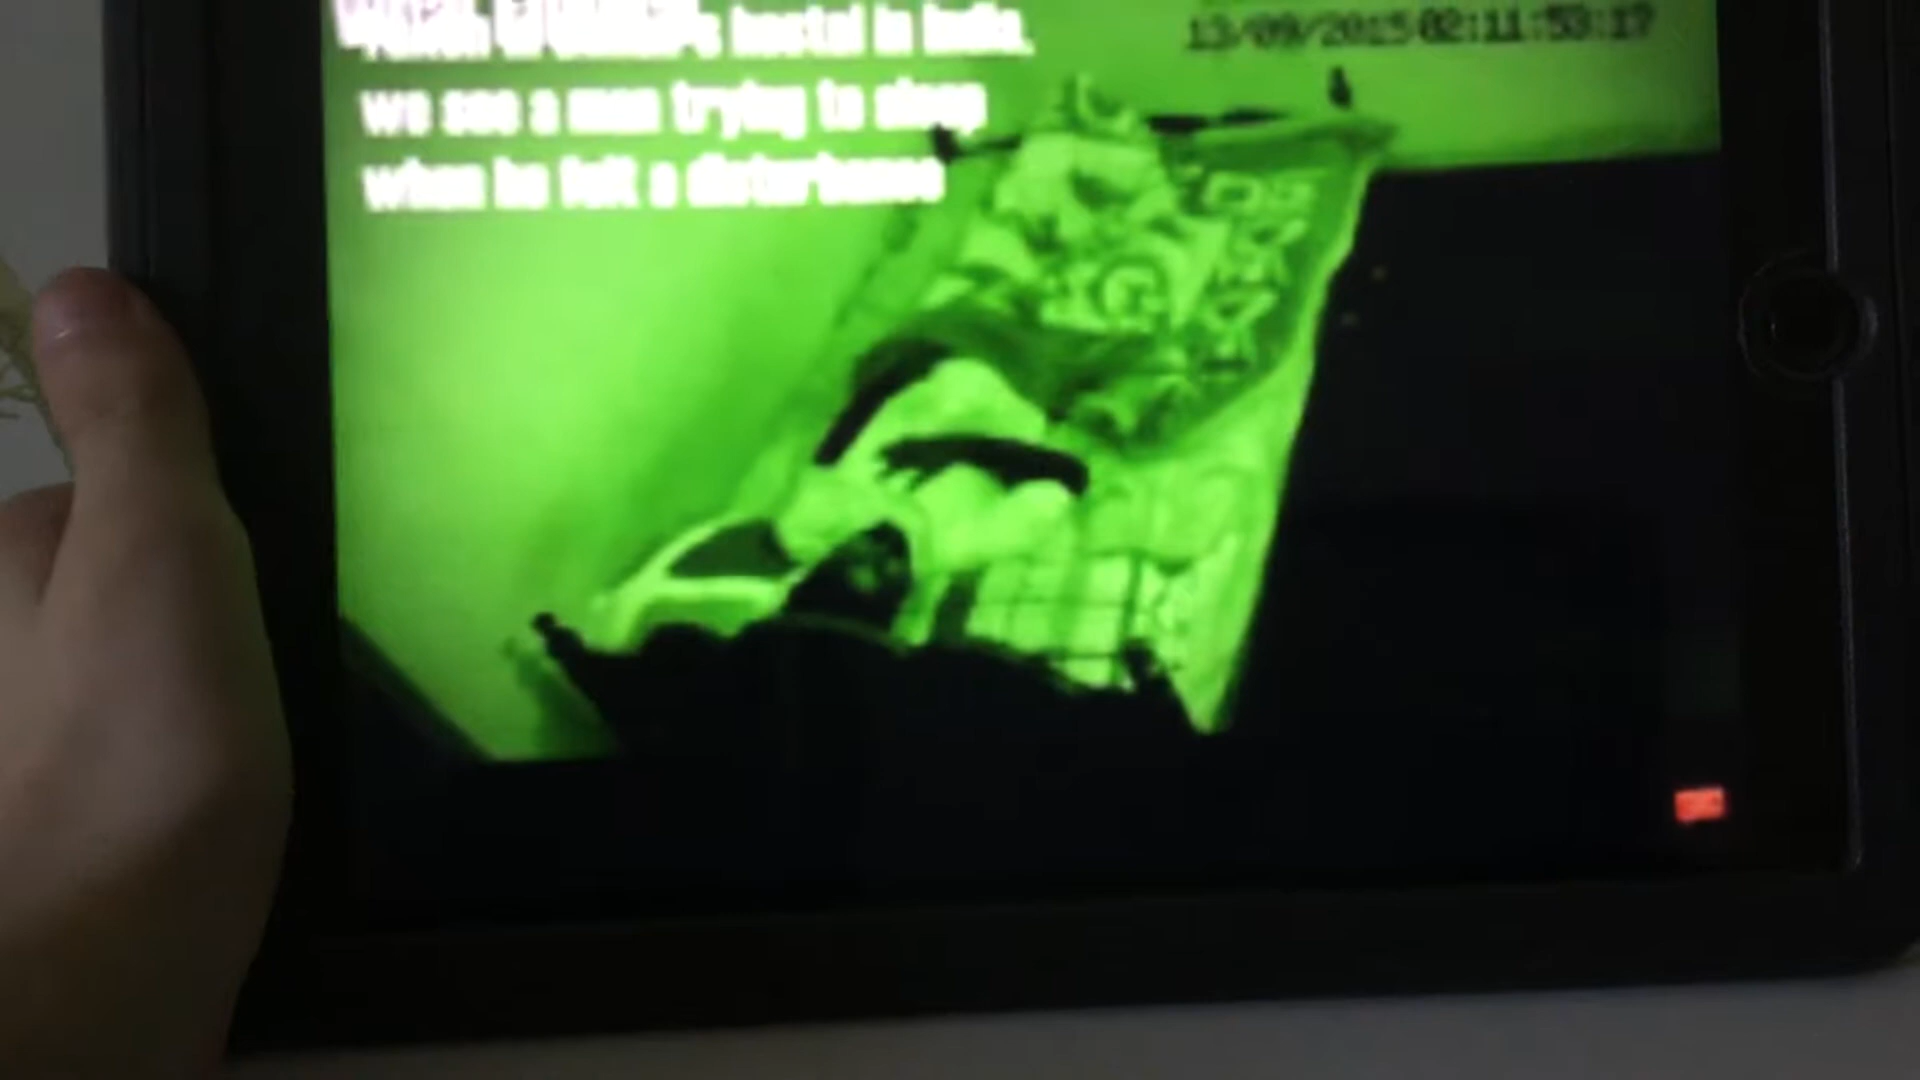 hostel in India,
13/09/2015 02:11:53:17
we see a man trying to sleep
when he felt a disturbance